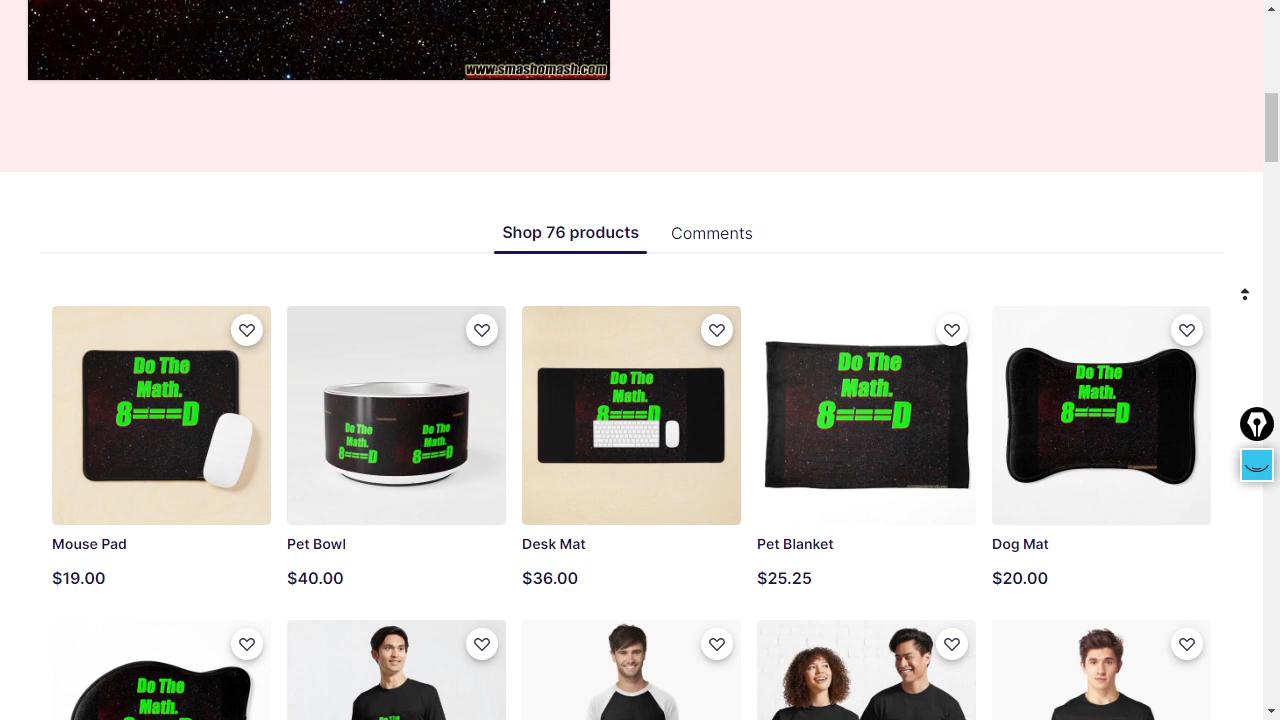 www.smashomash.com
Shop 76 products
Comments
Do The
Math.
8===D
Do The
Math.
8===D
Do The
Math.
8===D
Do The
Math.
8===D
Do The
Math.
8===D
Do The
Math.
8===D
Mouse Pad
Pet Bowl
Desk Mat
Pet Blanket
Dog Mat
$19.00
$40.00
$36.00
$25.25
$20.00
Do The
Math.